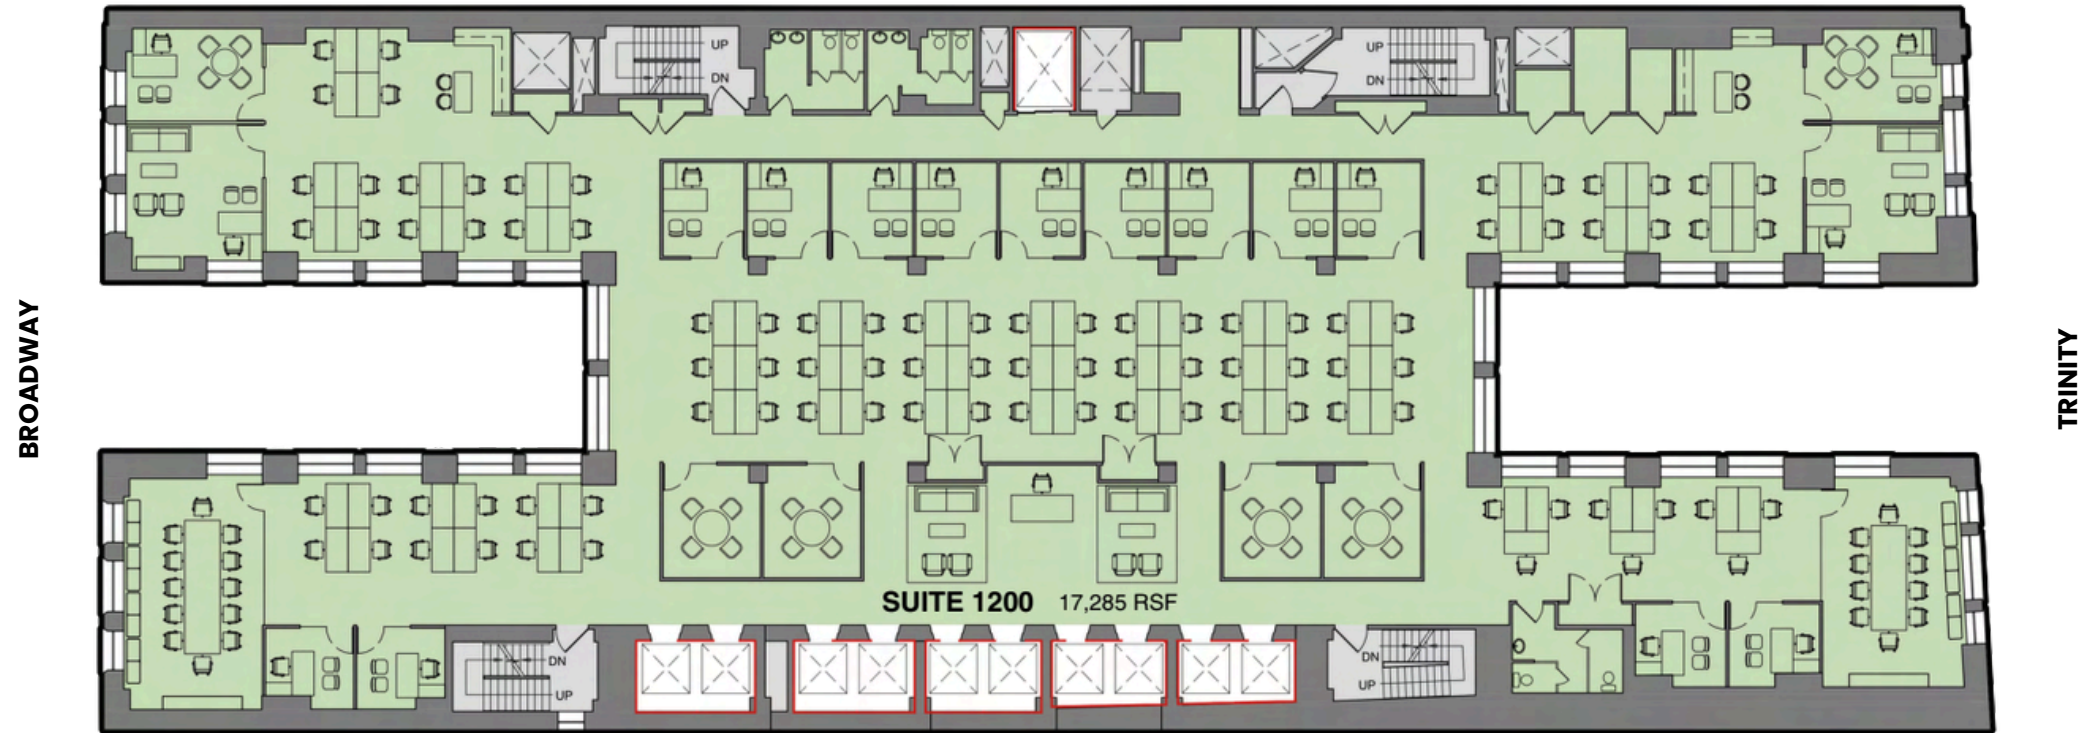 UP
DN
UP
DN
BROADWAY
TRINITY
SUITE 1200 17,285 RSF
DN
UP
DN
UP